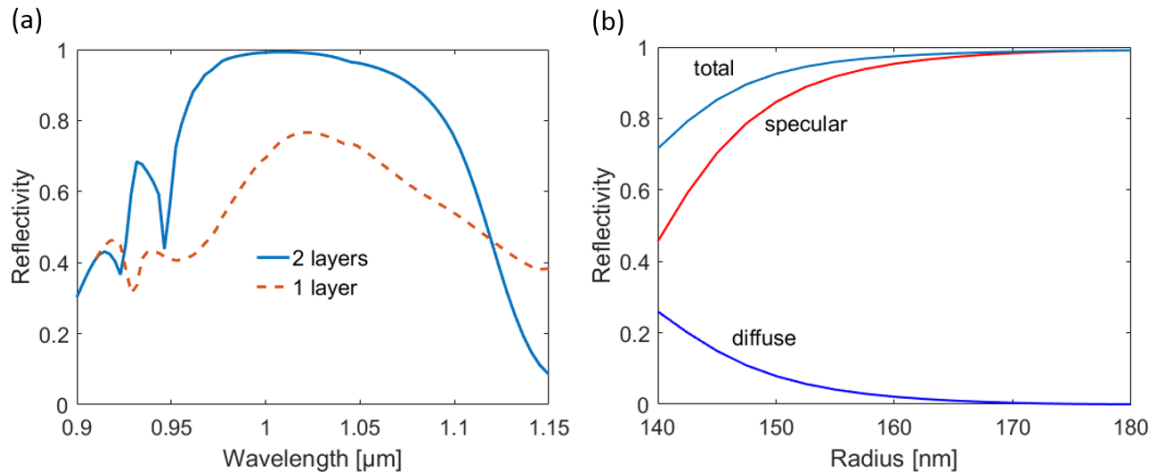 (a)
1
0.8
0.6
0.4
0.2
0
Reflectivity
2 layers
1 layer
0.9
0.95
1
1.05
1.1
1.15
Wavelength [µm]
(b)
1
0.8
0.6
0.4
0.2
0
Reflectivity
total
specular
diffuse
140
150
160
170
180
Radius [nm]